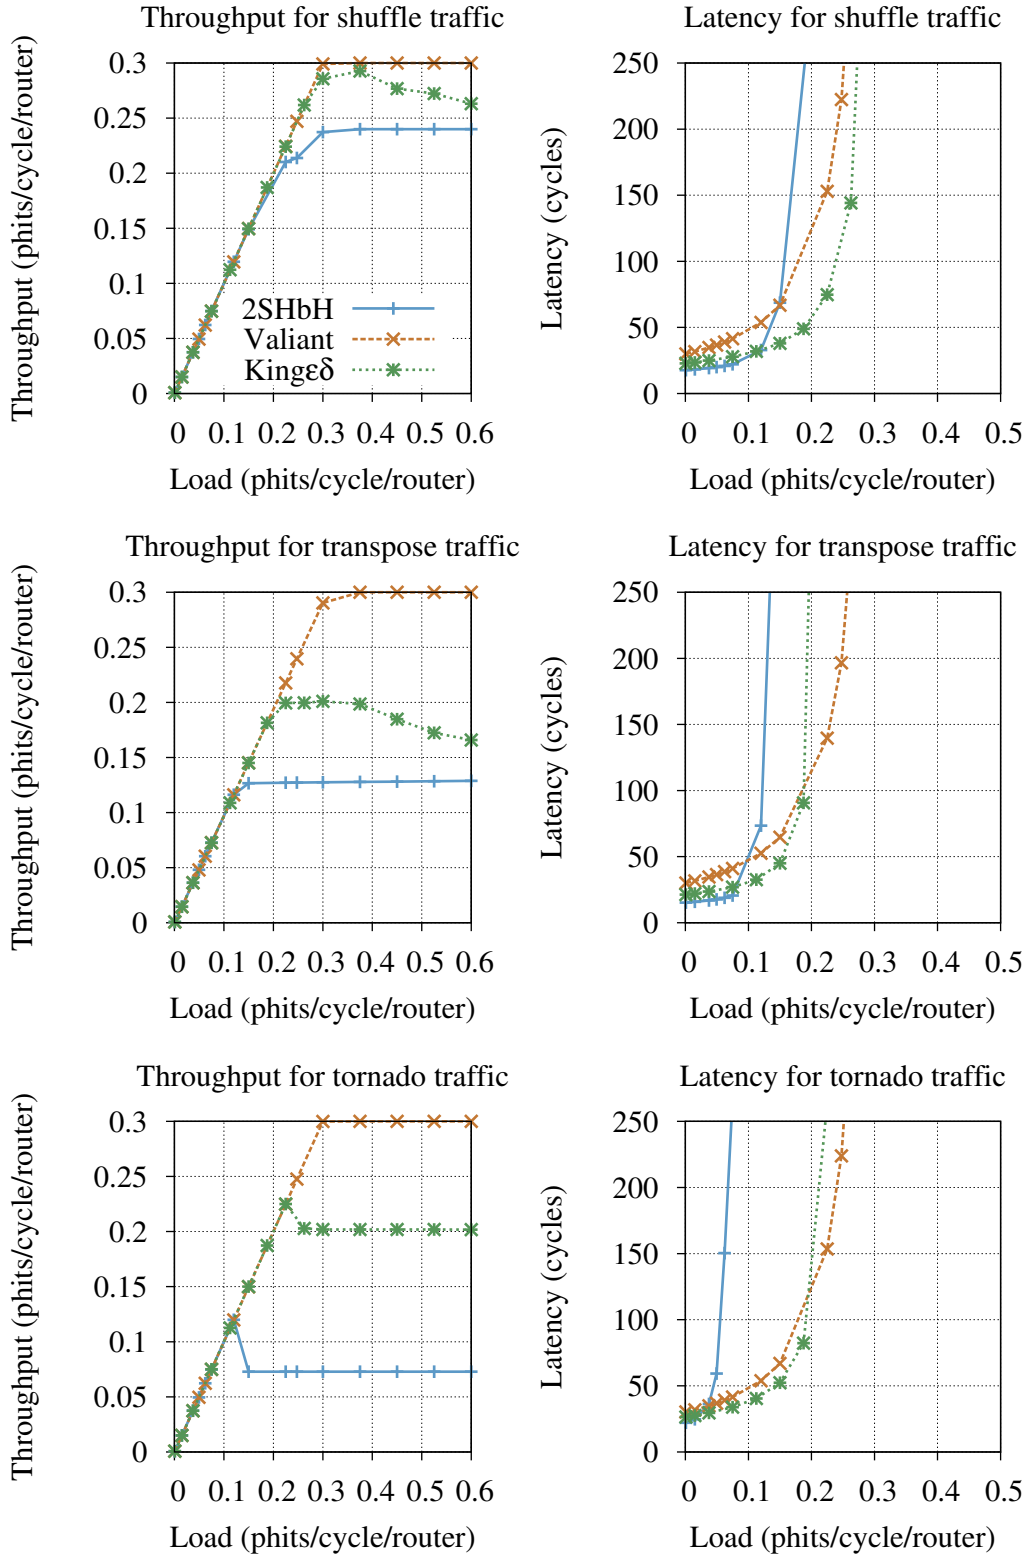 Throughput for shuffle traffic
Throughput (phits/cycle/router)
0.3
0.25
0.2
0.15
0.1
0.05
0
2SHbH
Valiant
Kingεδ
0 0.1 0.2 0.3 0.4 0.5 0.6
Load (phits/cycle/router)
Latency for shuffle traffic
Latency (cycles)
250
200
150
100
50
0
0 0.1 0.2 0.3 0.4 0.5
Load (phits/cycle/router)
Throughput for transpose traffic
Throughput (phits/cycle/router)
0.3
0.25
0.2
0.15
0.1
0.05
0
0 0.1 0.2 0.3 0.4 0.5 0.6
Load (phits/cycle/router)
Latency for transpose traffic
Latency (cycles)
250
200
150
100
50
0
0 0.1 0.2 0.3 0.4 0.5
Load (phits/cycle/router)
Throughput for tornado traffic
Throughput (phits/cycle/router)
0.3
0.25
0.2
0.15
0.1
0.05
0
0 0.1 0.2 0.3 0.4 0.5 0.6
Load (phits/cycle/router)
Latency for tornado traffic
Latency (cycles)
250
200
150
100
50
0
0 0.1 0.2 0.3 0.4 0.5
Load (phits/cycle/router)